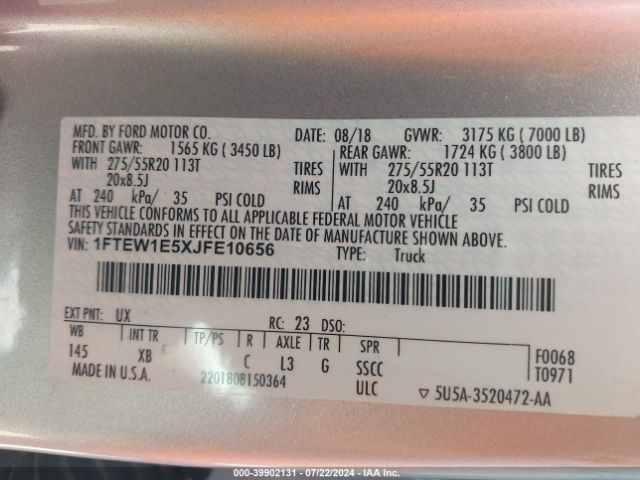 MFD. BY FORD MOTOR CO. DATE: 08/18 GVWR: 3175 KG ( 7000 LB)
FRONT GAWR: 1565 KG ( 3450 LB) REAR GAWR: 1724 KG ( 3800 LB)
WITH 275/55R20 113T TIRES WITH 275/55R20 113T TIRES
20x8.5J RIMS 20x8.5J RIMS
AT 240 kPa/ 35 PSI COLD AT 240 kPa/ 35 PSI COLD
THIS VEHICLE CONFORMS TO ALL APPLICABLE FEDERAL MOTOR VEHICLE
SAFETY STANDARDS IN EFFECT ON THE DATE OF MANUFACTURE SHOWN ABOVE.
VIN: 1FTEW1E5XJFE10656 TYPE: Truck
EXT PNT: UX RC: 23 DSO:
WB INT TR TP/PS R AXLE TR SPR
145 XB C L3 G SSCC F0068
MADE IN U.S.A. 2201808150364 ULC T0971
▽ 5U5A-3520472-AA
000-39902131 - 07/22/2024 - IAA Inc.